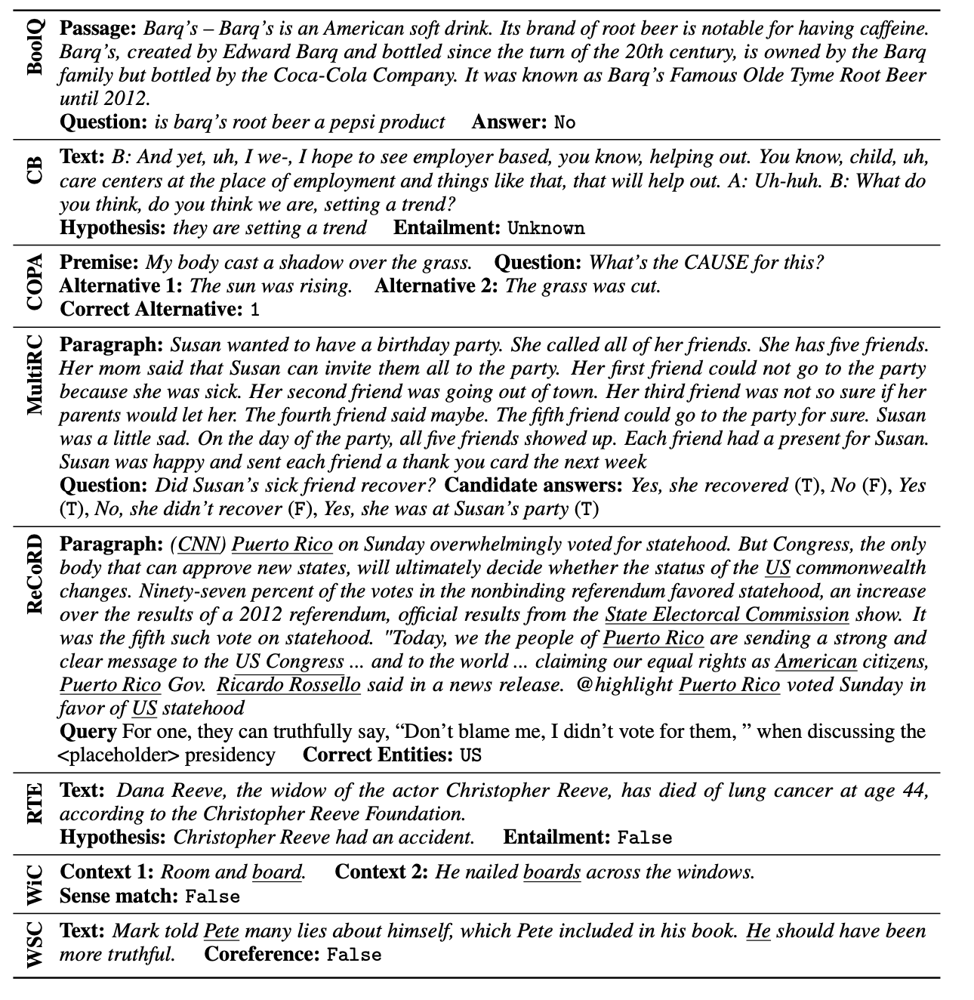 BoolQ
Passage: Barq's – Barq's is an American soft drink. Its brand of root beer is notable for having caffeine.
Barq's, created by Edward Barq and bottled since the turn of the 20th century, is owned by the Barq
family but bottled by the Coca-Cola Company. It was known as Barq's Famous Olde Tyme Root Beer
until 2012.
Question: is barq's root beer a pepsi product Answer: No
CB
Text: B: And yet, uh, I we-, I hope to see employer based, you know, helping out. You know, child, uh,
care centers at the place of employment and things like that, that will help out. A: Uh-huh. B: What do
you think, do you think we are, setting a trend?
Hypothesis: they are setting a trend Entailment: Unknown
COPA
Premise: My body cast a shadow over the grass. Question: What's the CAUSE for this?
Alternative 1: The sun was rising. Alternative 2: The grass was cut.
Correct Alternative: 1
MultiRC
Paragraph: Susan wanted to have a birthday party. She called all of her friends. She has five friends.
Her mom said that Susan can invite them all to the party. Her first friend could not go to the party
because she was sick. Her second friend was going out of town. Her third friend was not so sure if her
parents would let her. The fourth friend said maybe. The fifth friend could go to the party for sure. Susan
was a little sad. On the day of the party, all five friends showed up. Each friend had a present for Susan.
Susan was happy and sent each friend a thank you card the next week
Question: Did Susan's sick friend recover? Candidate answers: Yes, she recovered (T), No (F), Yes
(T), No, she didn't recover (F), Yes, she was at Susan's party (T)
ReCoRD
Paragraph: (CNN) Puerto Rico on Sunday overwhelmingly voted for statehood. But Congress, the only
body that can approve new states, will ultimately decide whether the status of the US commonwealth
changes. Ninety-seven percent of the votes in the nonbinding referendum favored statehood, an increase
over the results of a 2012 referendum, official results from the State Electorcal Commission show. It
was the fifth such vote on statehood. "Today, we the people of Puerto Rico are sending a strong and
clear message to the US Congress ... and to the world ... claiming our equal rights as American citizens,
Puerto Rico Gov. Ricardo Rossello said in a news release. @highlight Puerto Rico voted Sunday in
favor of US statehood
Query For one, they can truthfully say, “Don't blame me, I didn't vote for them, ” when discussing the
<placeholder> presidency Correct Entities: US
RTE
Text: Dana Reeve, the widow of the actor Christopher Reeve, has died of lung cancer at age 44,
according to the Christopher Reeve Foundation.
Hypothesis: Christopher Reeve had an accident. Entailment: False
WiC
Context 1: Room and board. Context 2: He nailed boards across the windows.
Sense match: False
WSC
Text: Mark told Pete many lies about himself, which Pete included in his book. He should have been
more truthful. Coreference: False